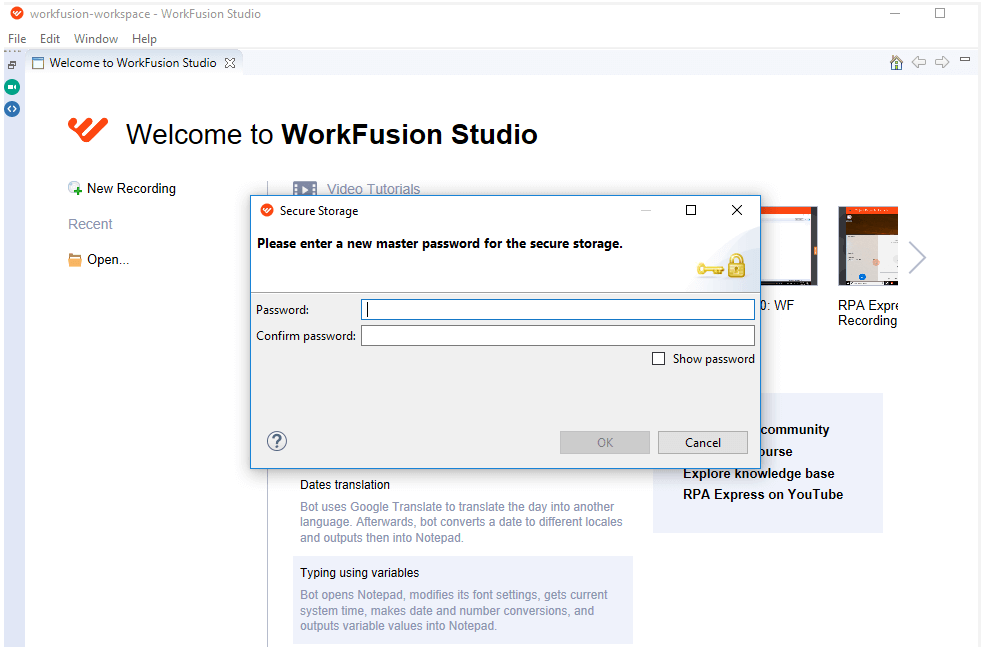 workfusion-workspace - WorkFusion Studio
File Edit Window Help
Welcome to WorkFusion Studio
Welcome to WorkFusion Studio
New Recording
Recent
Open...
Video Tutorials
Secure Storage
Please enter a new master password for the secure storage.
Password:
Confirm password:
Show password
?
OK Cancel
0: WF
RPA Expre
Recording
community
ourse
Explore knowledge base
RPA Express on YouTube
Dates translation
Bot uses Google Translate to translate the day into another
language. Afterwards, bot converts a date to different locales
and outputs then into Notepad.
Typing using variables
Bot opens Notepad, modifies its font settings, gets current
system time, makes date and number conversions, and
outputs variable values into Notepad.